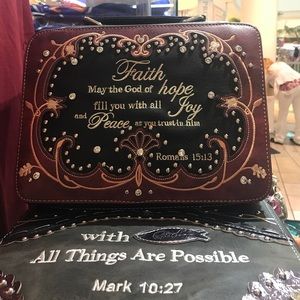 Faith
May the God of hope
fill you with all Joy
and Peace as you trust in him
Romans 15:13
with
All Things Are Possible
Mark 10:27